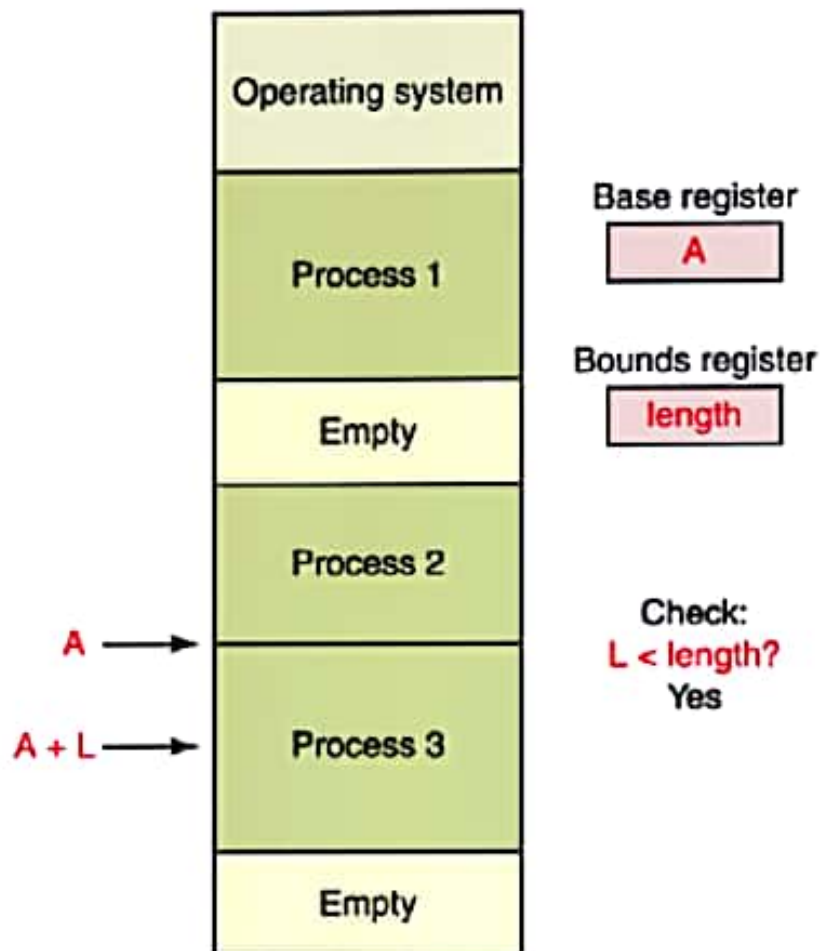 Operating system
Process 1
Empty
Process 2
Process 3
Empty
A
A + L
Base register
A
Bounds register
length
Check:
L < length?
Yes